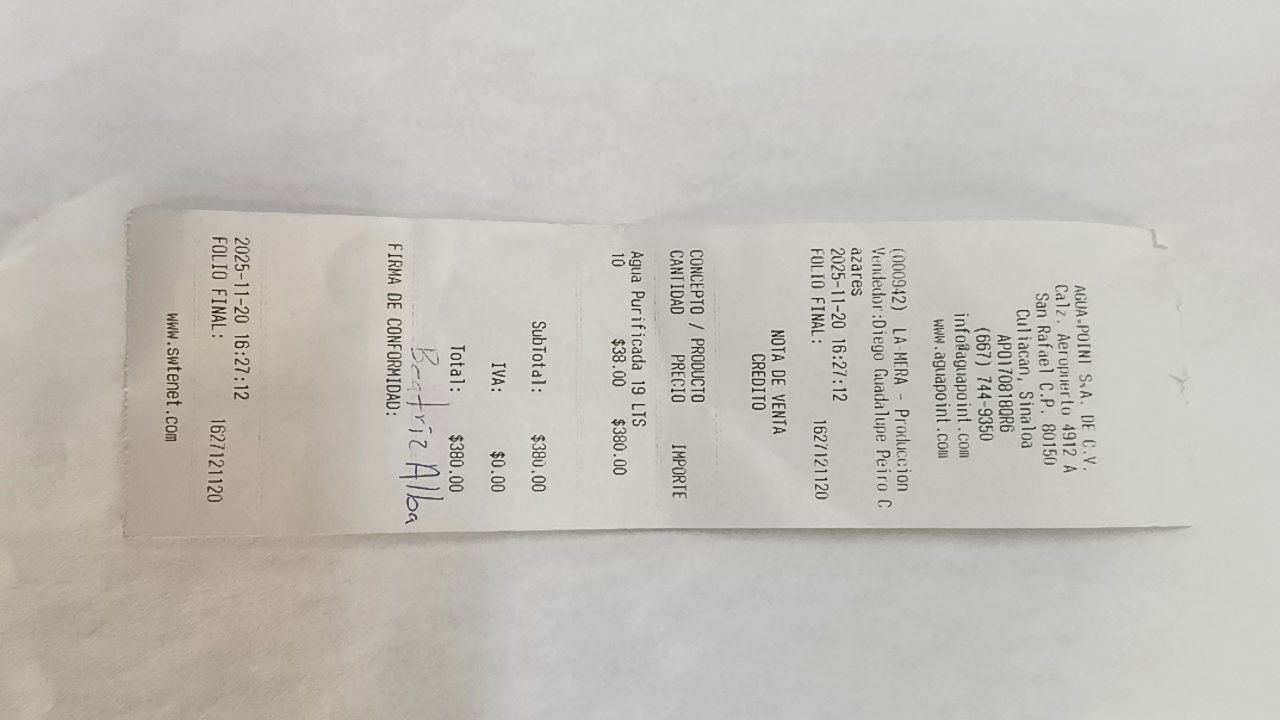 AGUA-POINT S.A. DE C.V.
Calz. Aeropuerto 4912 A
San Rafael C.P. 80150
Culiacan, Sinaloa
APO170818QR6
(667) 744-9350
info@aguapoint.com
www.aguapoint.com
(000942) LA MERA - Produccion
Vendedor:Diego Guadalupe Peiro C
azares
2025-11-20 16:27:12
FOLIO FINAL: 1627121120
NOTA DE VENTA
CREDITO
CONCEPTO / PRODUCTO
CANTIDAD PRECIO IMPORTE
Agua Purificada 19 LTS
10 $38.00 $380.00
SubTotal: $380.00
IVA: $0.00
Total: $380.00
Beatriz Alba
FIRMA DE CONFORMIDAD:
2025-11-20 16:27:12
FOLIO FINAL: 1627121120
www.swtenet.com